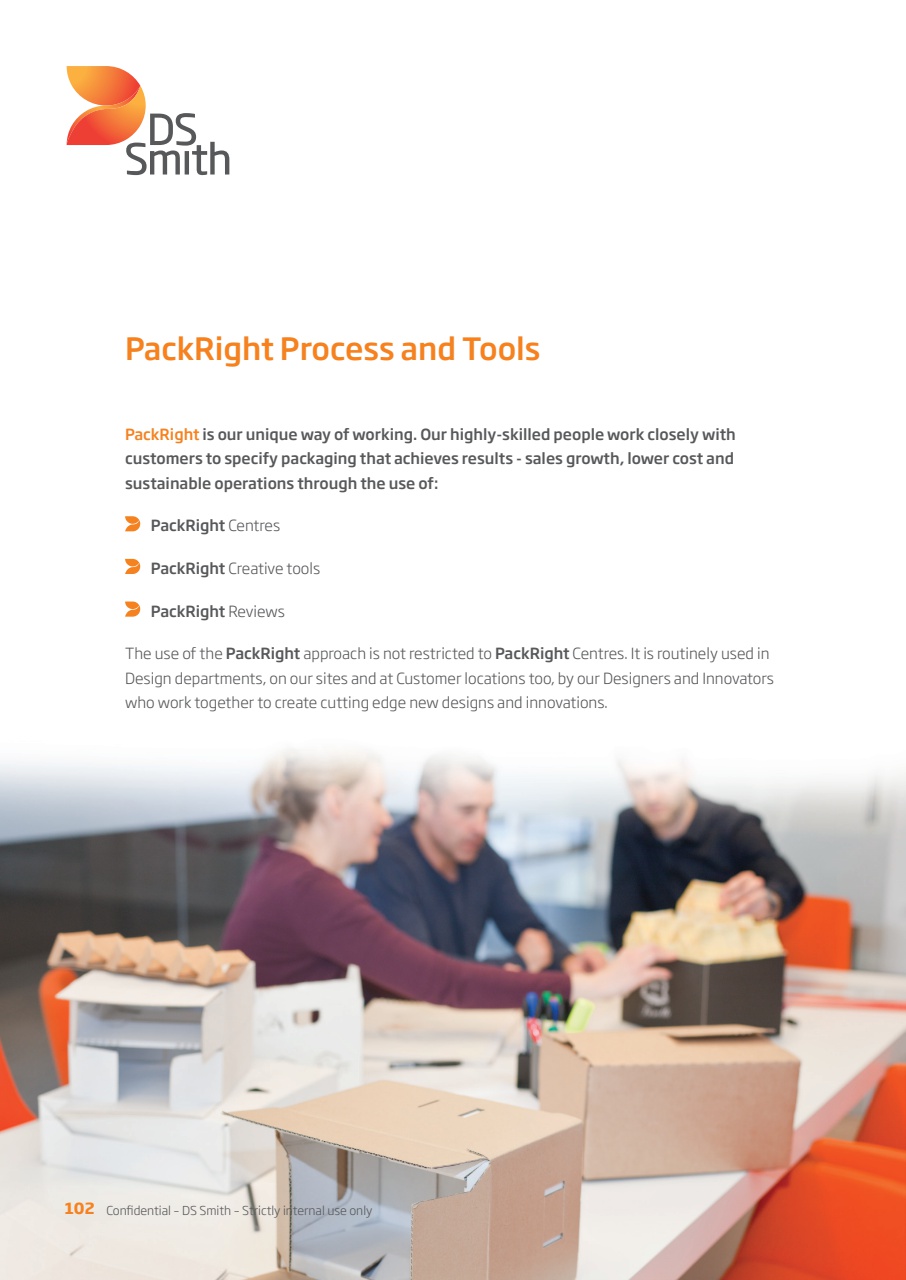 DS
Smith
PackRight Process and Tools
PackRight is our unique way of working. Our highly-skilled people work closely with
customers to specify packaging that achieves results - sales growth, lower cost and
sustainable operations through the use of:
PackRight Centres
PackRight Creative tools
PackRight Reviews
The use of the PackRight approach is not restricted to PackRight Centres. It is routinely used in
Design departments, on our sites and at Customer locations too, by our Designers and Innovators
who work together to create cutting edge new designs and innovations.
102 Confidential – DS Smith – Strictly internal use only